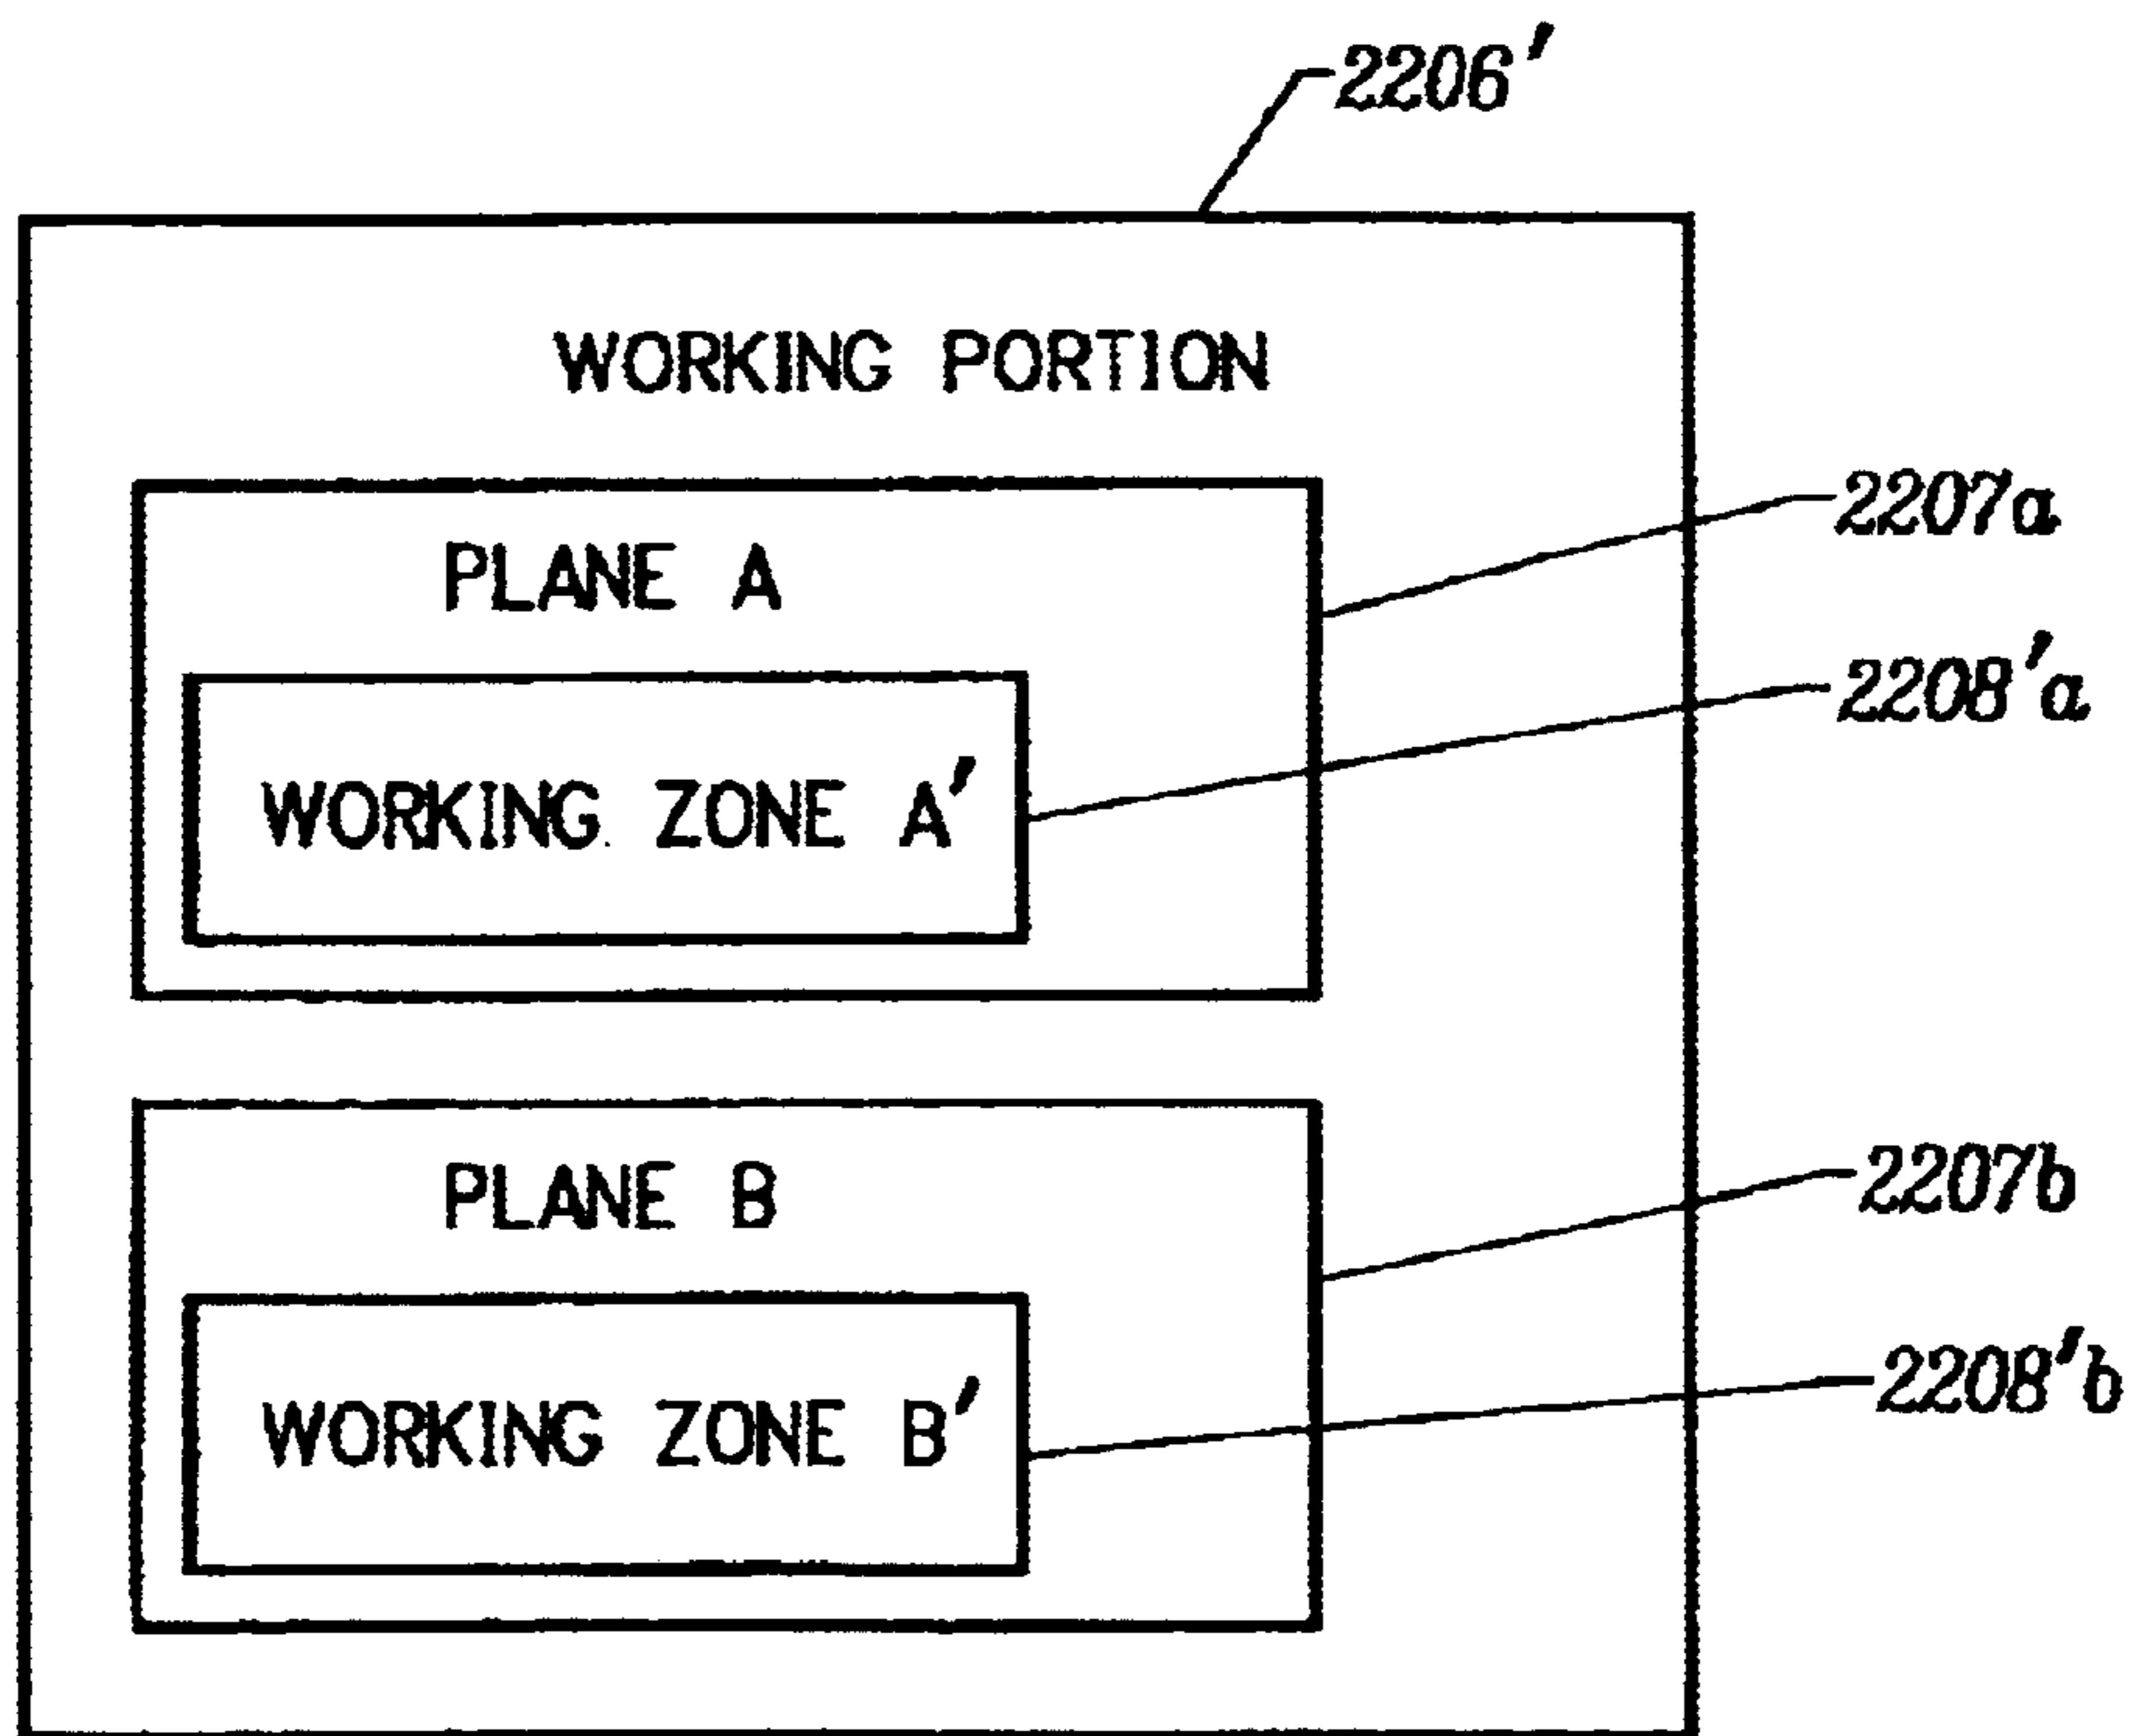 2206'
WORKING PORTION
2207a
PLANE A
2208'a
WORKING ZONE A'
2207b
PLANE B
2208'b
WORKING ZONE B'